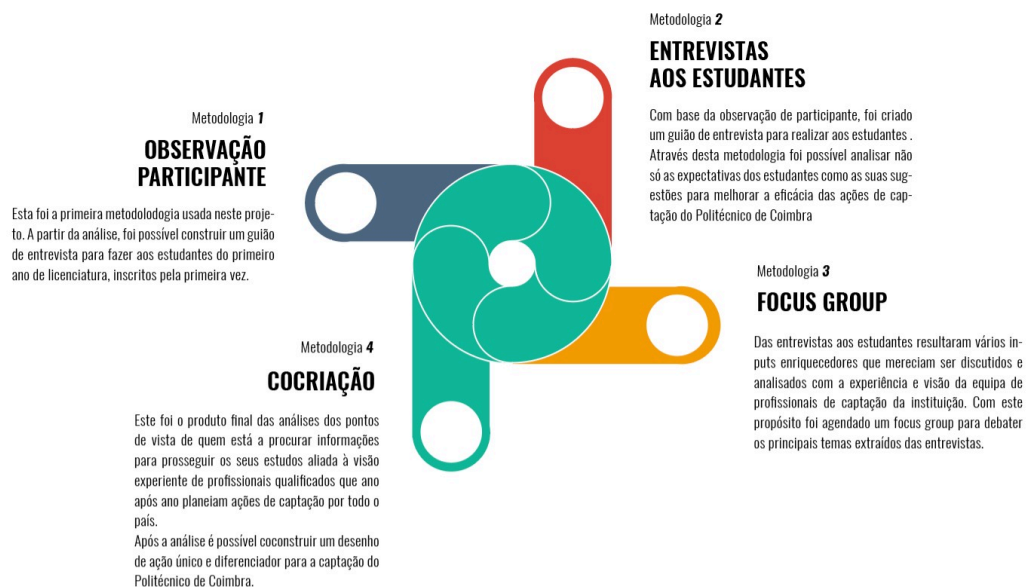 Metodologia 1
OBSERVAÇÃO
PARTICIPANTE
Esta foi a primeira metodolodogia usada neste proje-
to. A partir da análise, foi possível construir um guião
de entrevista para fazer aos estudantes do primeiro
ano de licenciatura, inscritos pela primeira vez.
Metodologia 2
ENTREVISTAS
AOS ESTUDANTES
Com base da observação de participante, foi criado
um guião de entrevista para realizar aos estudantes .
Através desta metodologia foi possível analisar não
só as expectativas dos estudantes como as suas sug-
estões para melhorar a eficácia das ações de cap-
tação do Politécnico de Coimbra
Metodologia 3
FOCUS GROUP
Das entrevistas aos estudantes resultaram vários in-
puts enriquecedores que mereciam ser discutidos e
analisados com a experiência e visão da equipa de
profissionais de captação da instituição. Com este
propósito foi agendado um focus group para debater
os principais temas extraídos das entrevistas.
Metodologia 4
COCRIAÇÃO
Este foi o produto final das análises dos pontos
de vista de quem está a procurar informações
para prosseguir os seus estudos aliada à visão
experiente de profissionais qualificados que ano
após ano planeiam ações de captação por todo o
país.
Após a análise é possível coconstruir um desenho
de ação único e diferenciador para a captação do
Politécnico de Coimbra.